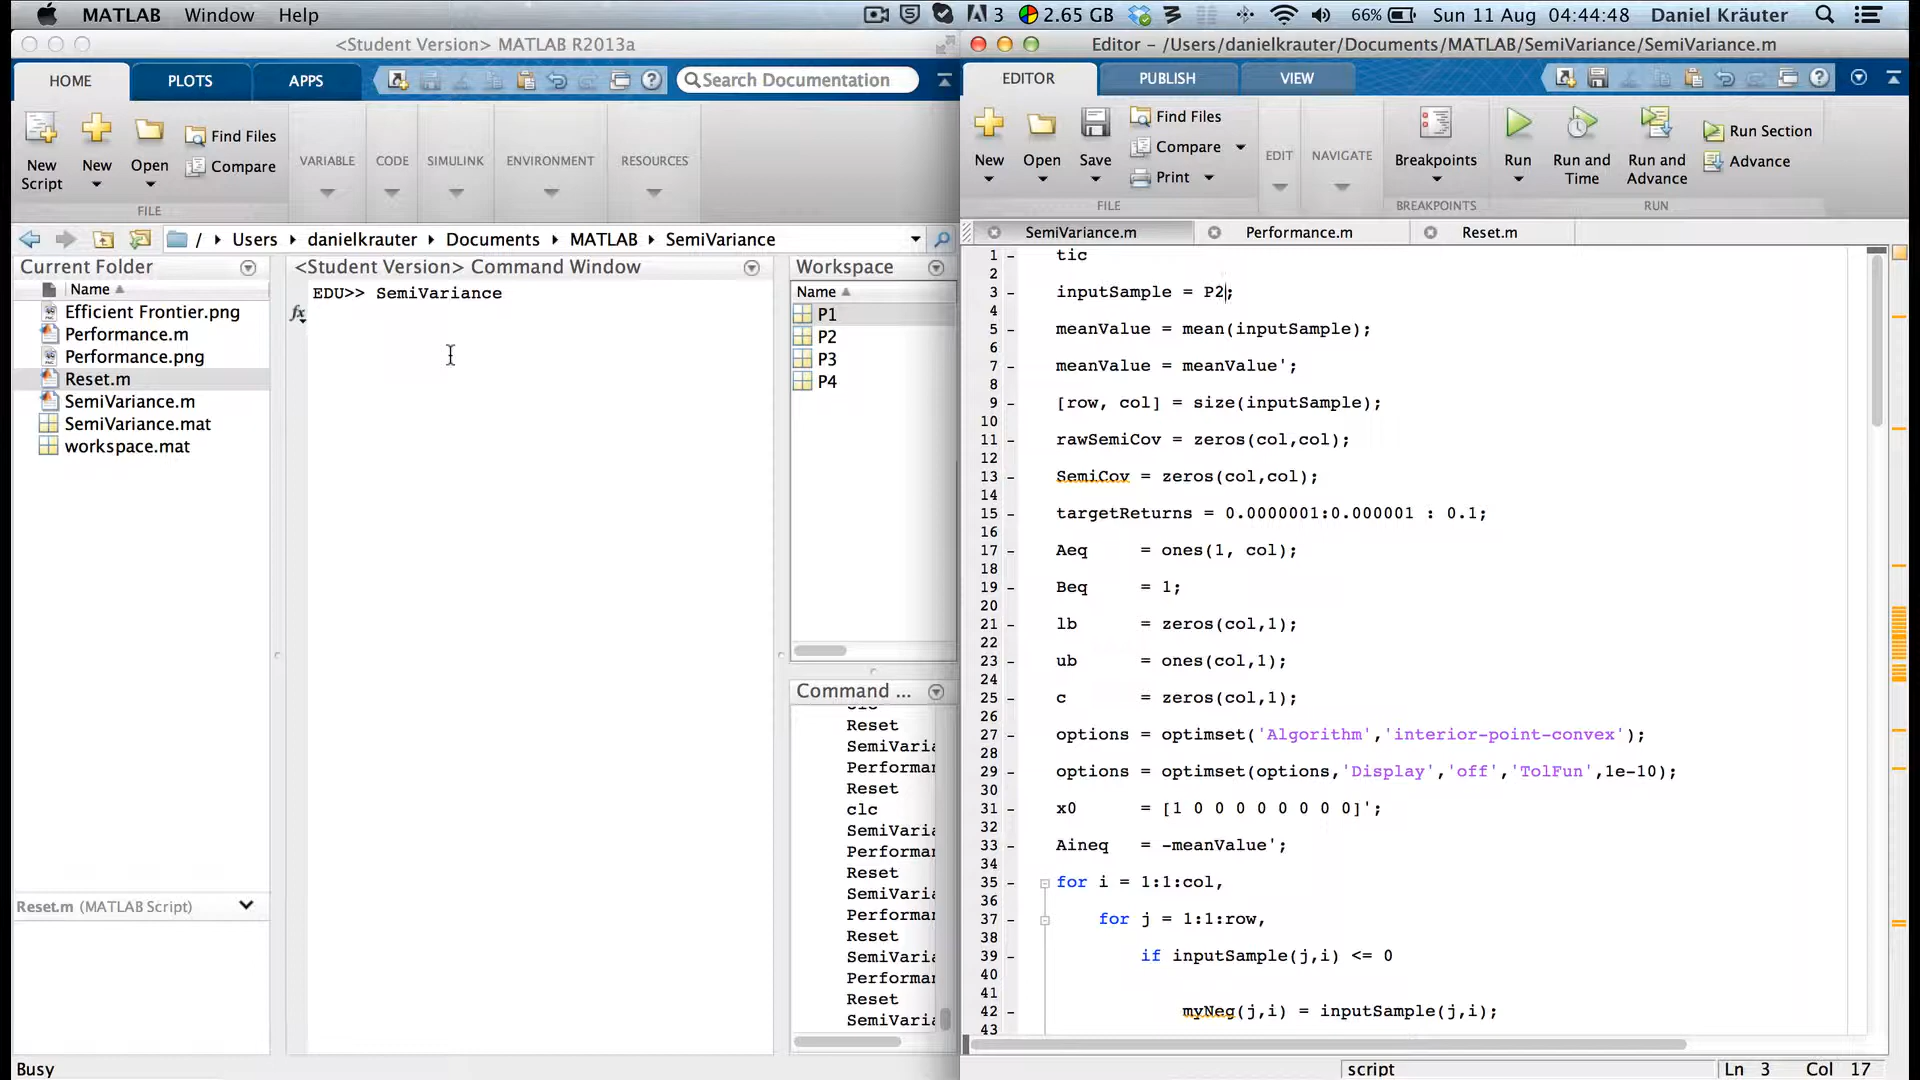 MATLAB Window Help
3 2.65 GB 66% Sun 11 Aug 04:44:48 Daniel Kräuter
<Student Version> MATLAB R2013a
HOME PLOTS APPS Search Documentation
New Script
New
Open
Find Files
Compare
FILE
VARIABLE
CODE
SIMULINK
ENVIRONMENT
RESOURCES
/ Users danielkrauter Documents MATLAB SemiVariance
Current Folder
Name
Efficient Frontier.png
Performance.m
Performance.png
Reset.m
SemiVariance.m
SemiVariance.mat
workspace.mat
Reset.m (MATLAB Script)
Busy
<Student Version> Command Window
EDU>> SemiVariance
fx
Workspace
Name
P1
P2
P3
P4
Command ...
clc
Reset
SemiVaria
Performan
Reset
clc
SemiVaria
Performan
Reset
SemiVaria
Performan
Reset
SemiVaria
Performan
Reset
SemiVaria
Editor - /Users/danielkrauter/Documents/MATLAB/SemiVariance/SemiVariance.m
EDITOR PUBLISH VIEW
New
Open
Save
Find Files
Compare
Print
FILE
EDIT
NAVIGATE
Breakpoints
BREAKPOINTS
Run
Run and Time
Run and Advance
Run Section
Advance
RUN
SemiVariance.m Performance.m Reset.m
1 - tic
2
3 - inputSample = P2;
4
5 - meanValue = mean(inputSample);
6
7 - meanValue = meanValue';
8
9 - [row, col] = size(inputSample);
10
11 - rawSemiCov = zeros(col,col);
12
13 - SemiCov = zeros(col,col);
14
15 - targetReturns = 0.0000001:0.000001 : 0.1;
16
17 - Aeq = ones(1, col);
18
19 - Beq = 1;
20
21 - lb = zeros(col,1);
22
23 - ub = ones(col,1);
24
25 - c = zeros(col,1);
26
27 - options = optimset('Algorithm','interior-point-convex');
28
29 - options = optimset(options,'Display','off','TolFun',1e-10);
30
31 - x0 = [1 0 0 0 0 0 0 0 0]';
32
33 - Aineq = -meanValue';
34
35 - for i = 1:1:col,
36
37 - for j = 1:1:row,
38
39 - if inputSample(j,i) <= 0
40
41
42 - myNeg(j,i) = inputSample(j,i);
43
script Ln 3 Col 17